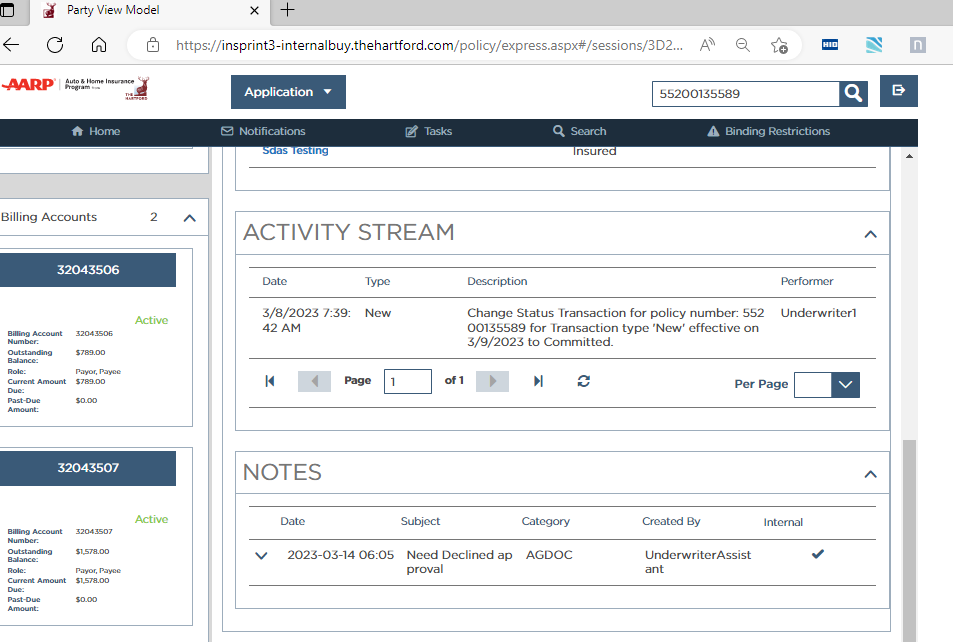 Party View Model
https://insprint3-internalbuy.thehartford.com/policy/express.aspx#/sessions/3D2...
HID
n
AARP
Auto & Home Insurance
Program from
THE
HARTFORD
Application
55200135589
Home
Notifications
Tasks
Search
Binding Restrictions
Sdas Testing
Insured
Billing Accounts 2
32043506
Active
Billing Account Number: 32043506
Outstanding Balance: $789.00
Role: Payor, Payee
Current Amount Due: $789.00
Past-Due Amount: $0.00
32043507
Active
Billing Account Number: 32043507
Outstanding Balance: $1,578.00
Role: Payor, Payee
Current Amount Due: $1,578.00
Past-Due Amount: $0.00
ACTIVITY STREAM
Date Type Description Performer
3/8/2023 7:39: New Change Status Transaction for policy number: 552 Underwriter1
42 AM 00135589 for Transaction type 'New' effective on
3/9/2023 to Committed.
Page 1 of 1
Per Page
NOTES
Date Subject Category Created By Internal
2023-03-14 06:05 Need Declined ap AGDOC UnderwriterAssist
proval ant